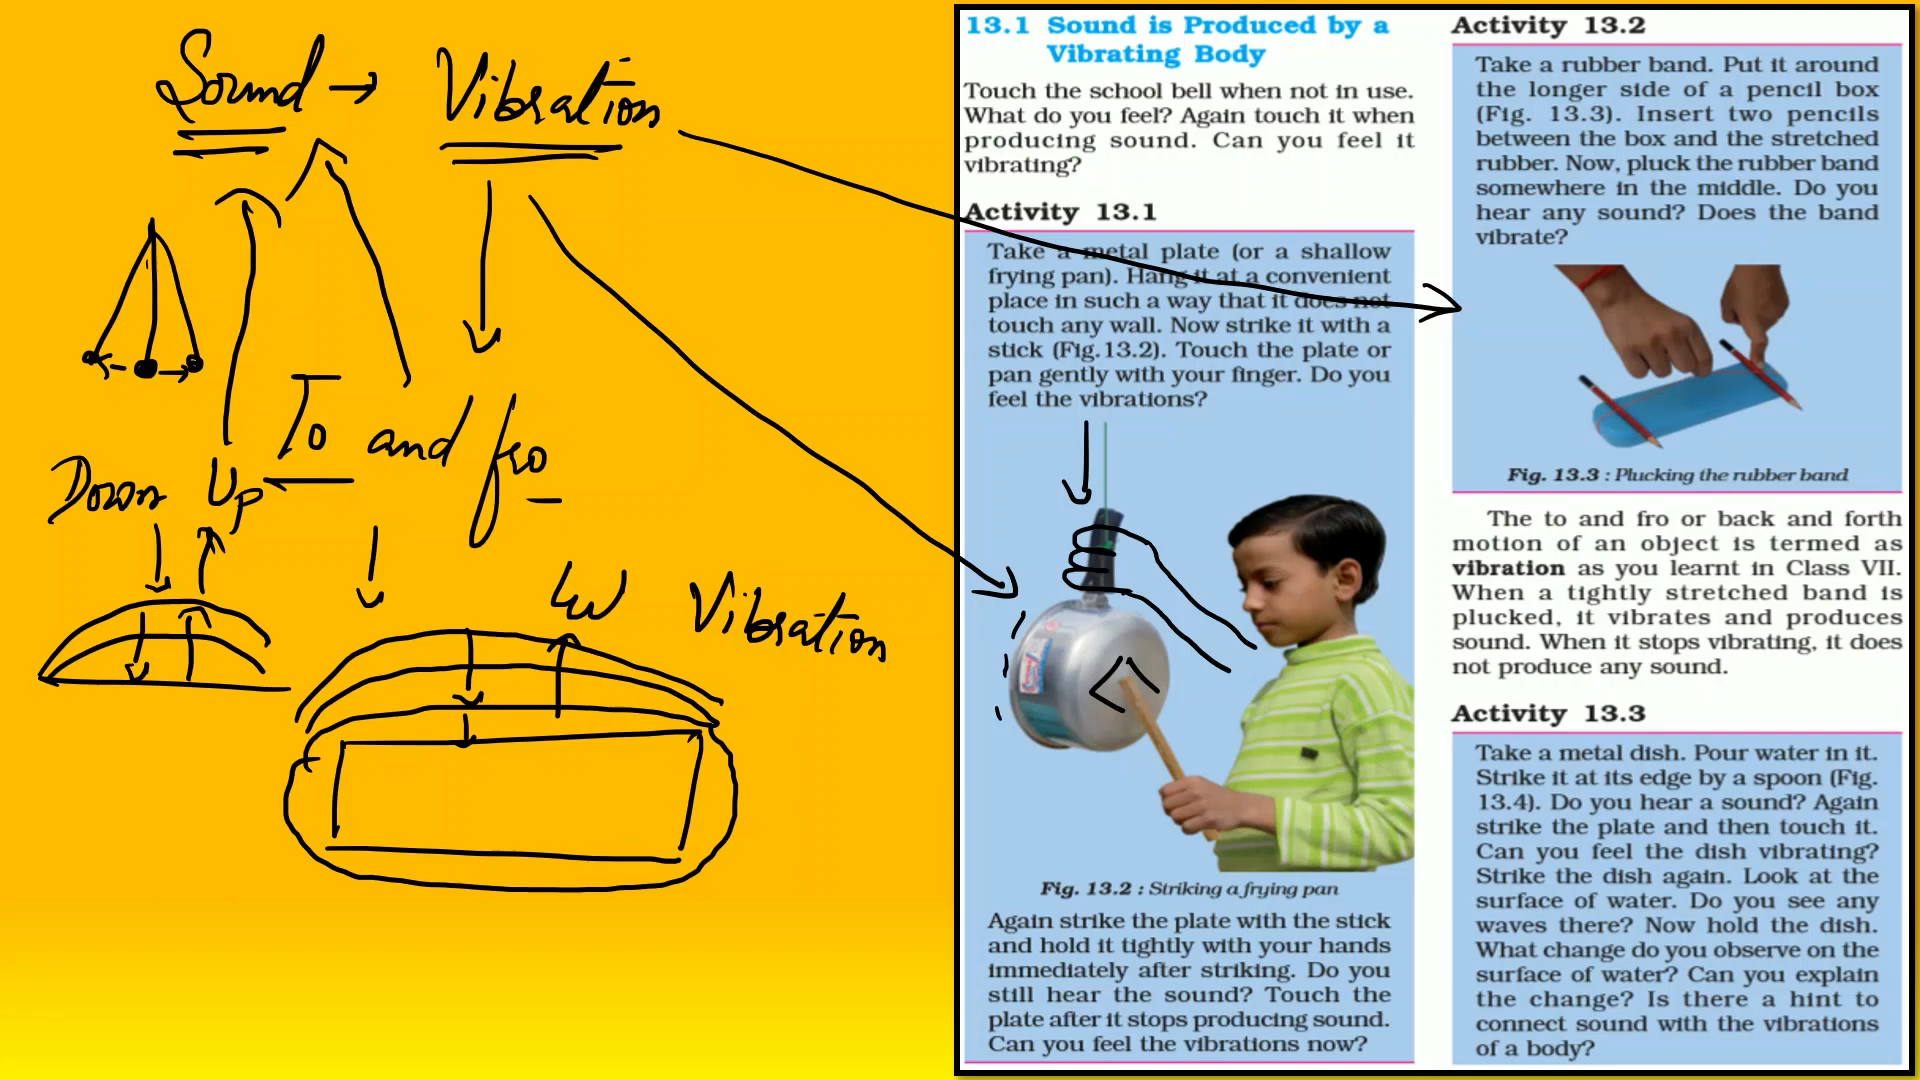 Sound → Vibration
To and fro
Down Up
Vibration
13.1 Sound is Produced by a
Vibrating Body
Touch the school bell when not in use.
What do you feel? Again touch it when
producing sound. Can you feel it
vibrating?
Activity 13.1
Take a metal plate (or a shallow
frying pan). Hang it at a convenient
place in such a way that it does not
touch any wall. Now strike it with a
stick (Fig.13.2). Touch the plate or
pan gently with your finger. Do you
feel the vibrations?
Fig. 13.2 : Striking a frying pan
Again strike the plate with the stick
and hold it tightly with your hands
immediately after striking. Do you
still hear the sound? Touch the
plate after it stops producing sound.
Can you feel the vibrations now?
Activity 13.2
Take a rubber band. Put it around
the longer side of a pencil box
(Fig. 13.3). Insert two pencils
between the box and the stretched
rubber. Now, pluck the rubber band
somewhere in the middle. Do you
hear any sound? Does the band
vibrate?
Fig. 13.3 : Plucking the rubber band
The to and fro or back and forth
motion of an object is termed as
vibration as you learnt in Class VII.
When a tightly stretched band is
plucked, it vibrates and produces
sound. When it stops vibrating, it does
not produce any sound.
Activity 13.3
Take a metal dish. Pour water in it.
Strike it at its edge by a spoon (Fig.
13.4). Do you hear a sound? Again
strike the plate and then touch it.
Can you feel the dish vibrating?
Strike the dish again. Look at the
surface of water. Do you see any
waves there? Now hold the dish.
What change do you observe on the
surface of water? Can you explain
the change? Is there a hint to
connect sound with the vibrations
of a body?